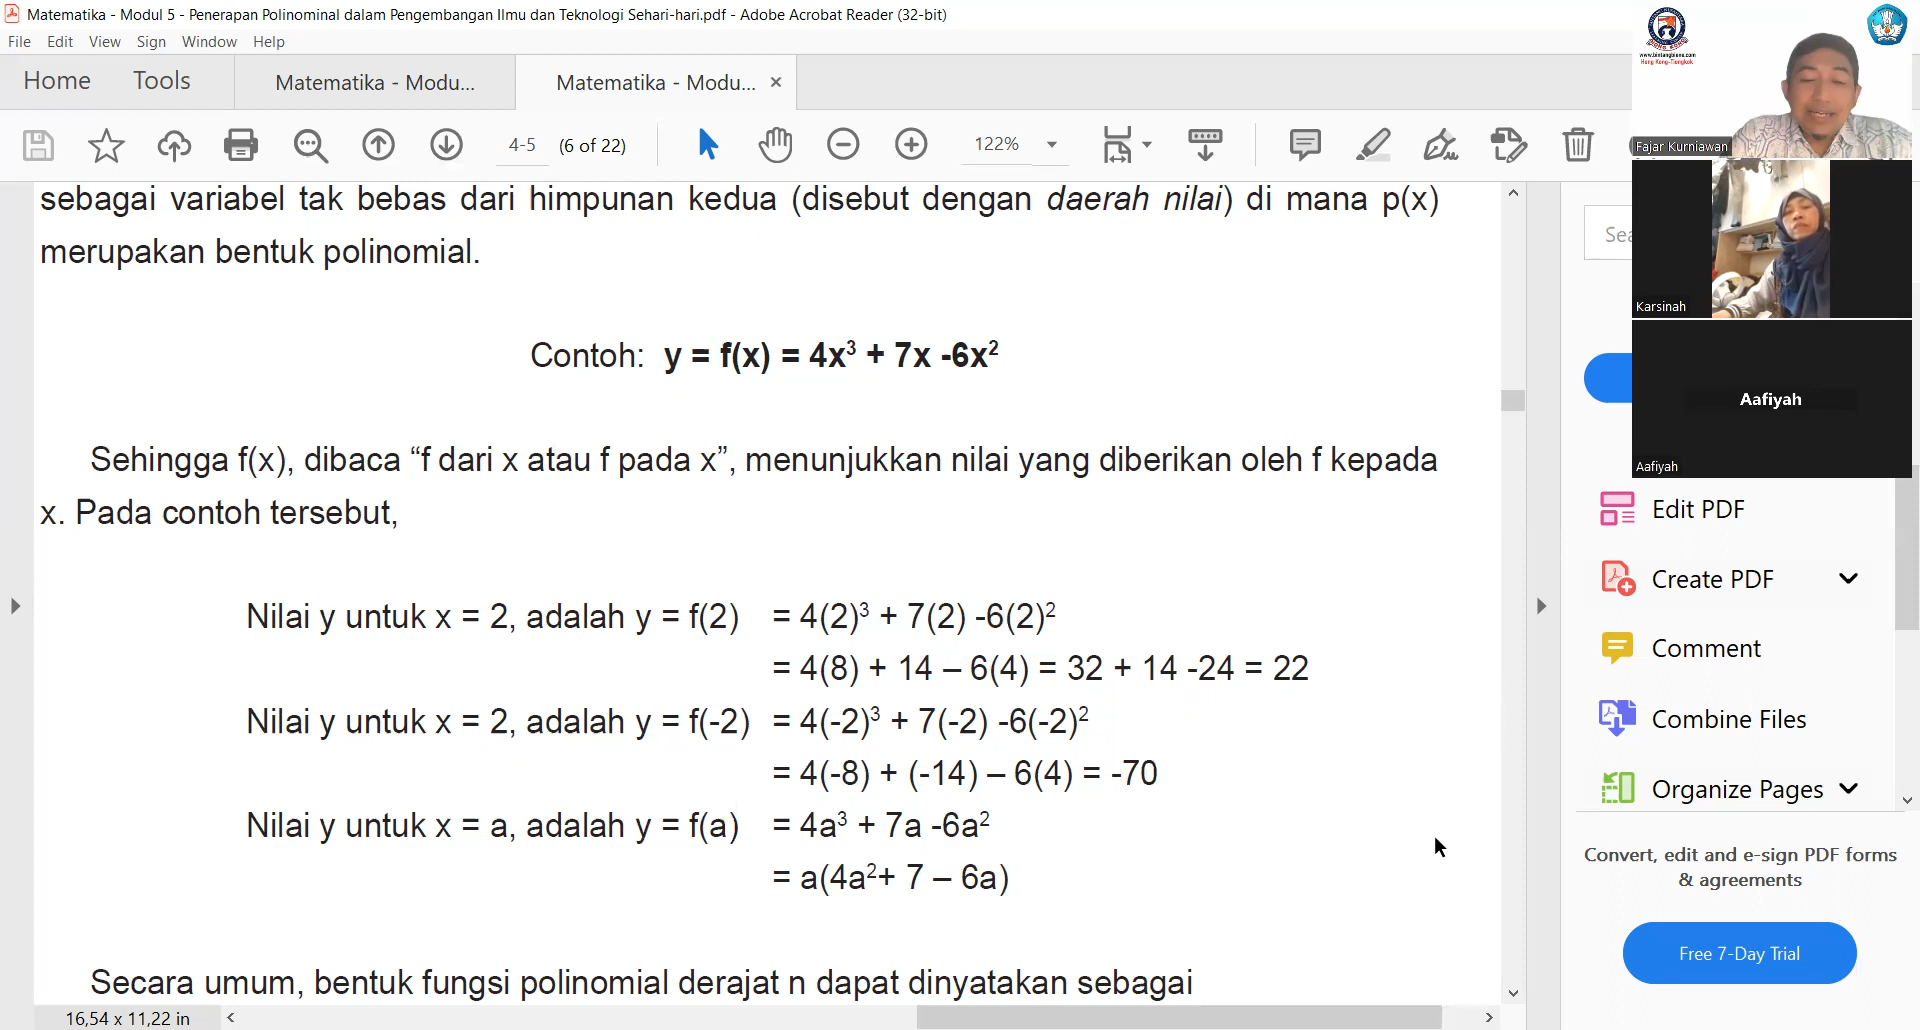 Matematika - Modul 5 - Penerapan Polinominal dalam Pengembangan Ilmu dan Teknologi Sehari-hari.pdf - Adobe Acrobat Reader (32-bit)
File Edit View Sign Window Help
Home Tools Matematika - Modu... Matematika - Modu... ×
4-5 (6 of 22) 122%
sebagai variabel tak bebas dari himpunan kedua (disebut dengan daerah nilai) di mana p(x)
merupakan bentuk polinomial.
Contoh: y = f(x) = 4x³ + 7x -6x²
Sehingga f(x), dibaca “f dari x atau f pada x”, menunjukkan nilai yang diberikan oleh f kepada
x. Pada contoh tersebut,
Nilai y untuk x = 2, adalah y = f(2) = 4(2)³ + 7(2) -6(2)²
= 4(8) + 14 – 6(4) = 32 + 14 -24 = 22
Nilai y untuk x = 2, adalah y = f(-2) = 4(-2)³ + 7(-2) -6(-2)²
= 4(-8) + (-14) – 6(4) = -70
Nilai y untuk x = a, adalah y = f(a) = 4a³ + 7a -6a²
= a(4a²+ 7 – 6a)
Secara umum, bentuk fungsi polinomial derajat n dapat dinyatakan sebagai
16,54 x 11,22 in
www.bintangbisna.com
Hong Kong-Tiongkok
Fajar Kurniawan
Karsinah
Aafiyah
Aafiyah
Sea
Edit PDF
Create PDF
Comment
Combine Files
Organize Pages
Convert, edit and e-sign PDF forms
& agreements
Free 7-Day Trial